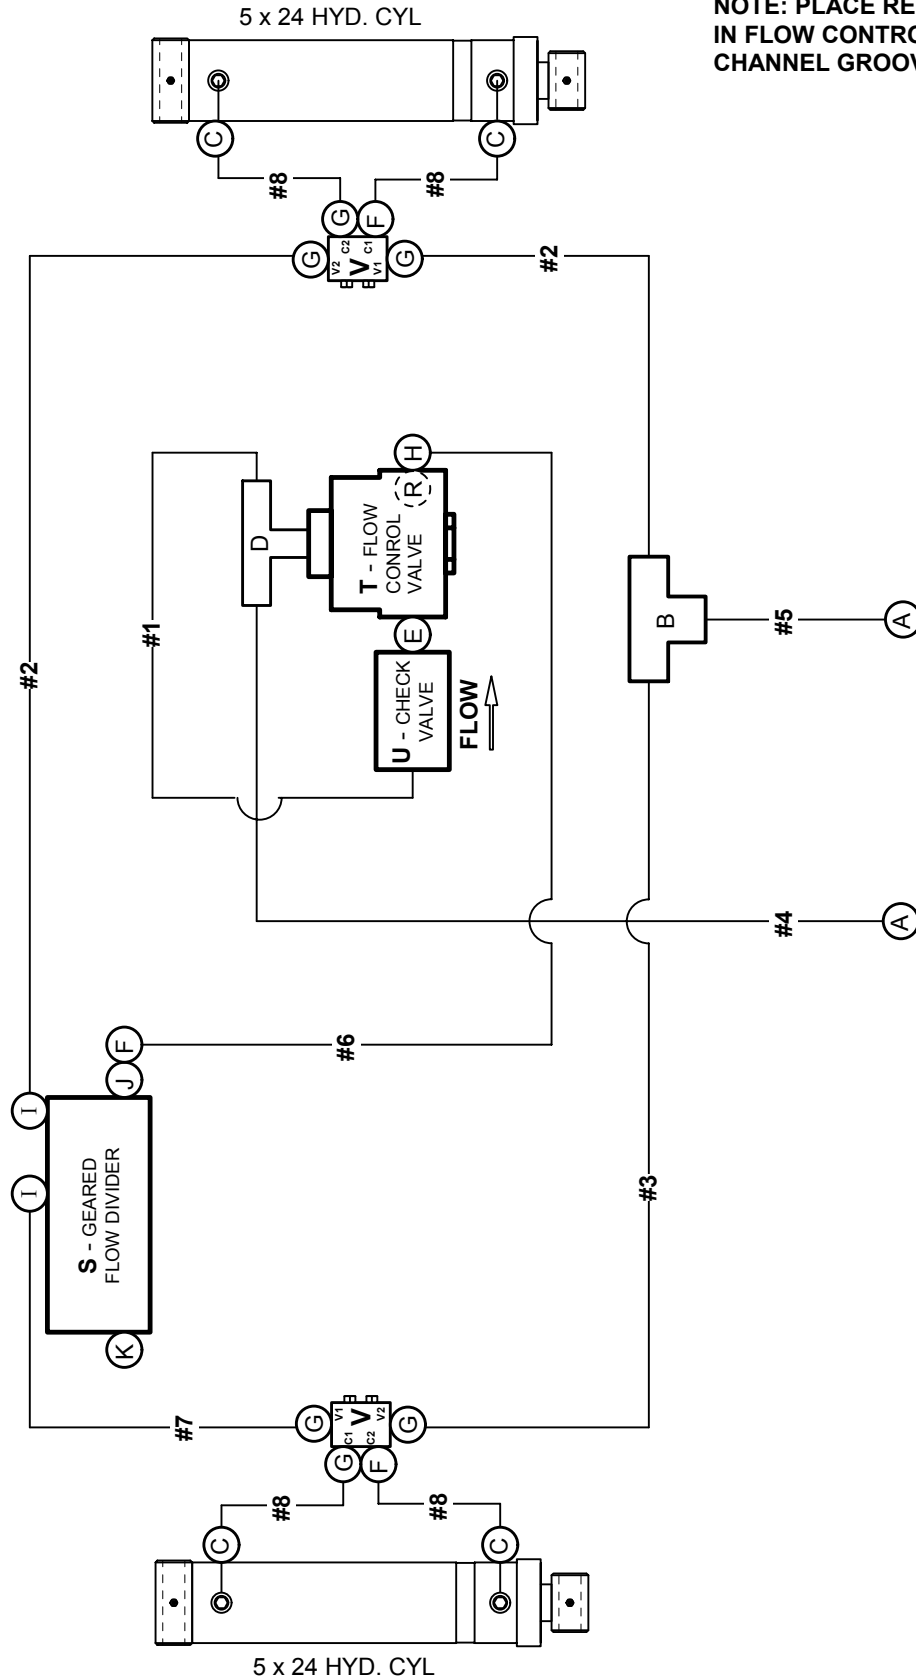 5 x 24 HYD. CYL
NOTE: PLACE RE
IN FLOW CONTRO
CHANNEL GROOV
C
C
#8
#8
G
F
G
V2
C2
V
V1
C1
G
#2
#2
#1
D
H
R
T - FLOW
CONROL
VALVE
E
U - CHECK
VALVE
FLOW
B
#5
A
#4
A
#6
I
I
F
J
S - GEARED
FLOW DIVIDER
K
#3
#7
G
V1
C1
V
V2
C2
G
G
F
#8
#8
C
C
5 x 24 HYD. CYL